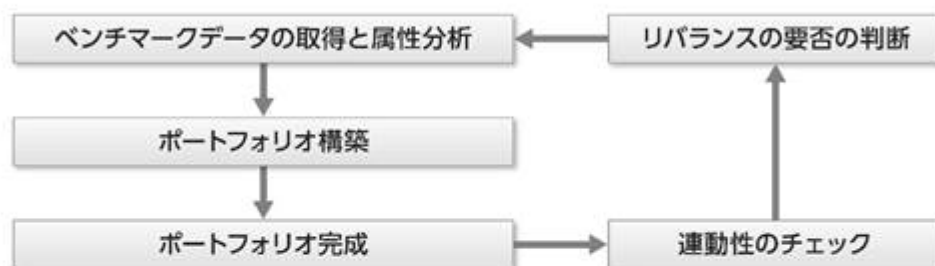 ベンチマークデータの取得と属性分析
リバランスの要否の判断
ポートフォリオ構築
ポートフォリオ完成
連動性のチェック